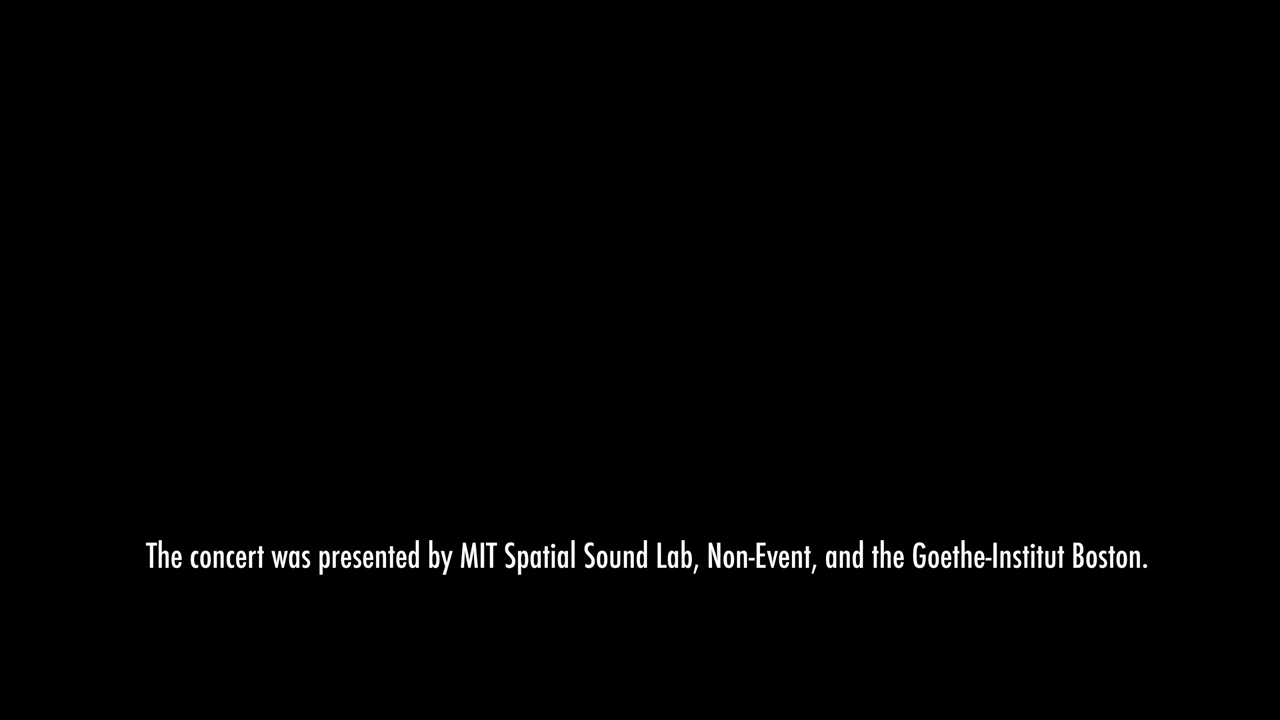 The concert was presented by MIT Spatial Sound Lab, Non-Event, and the Goethe-Institut Boston.